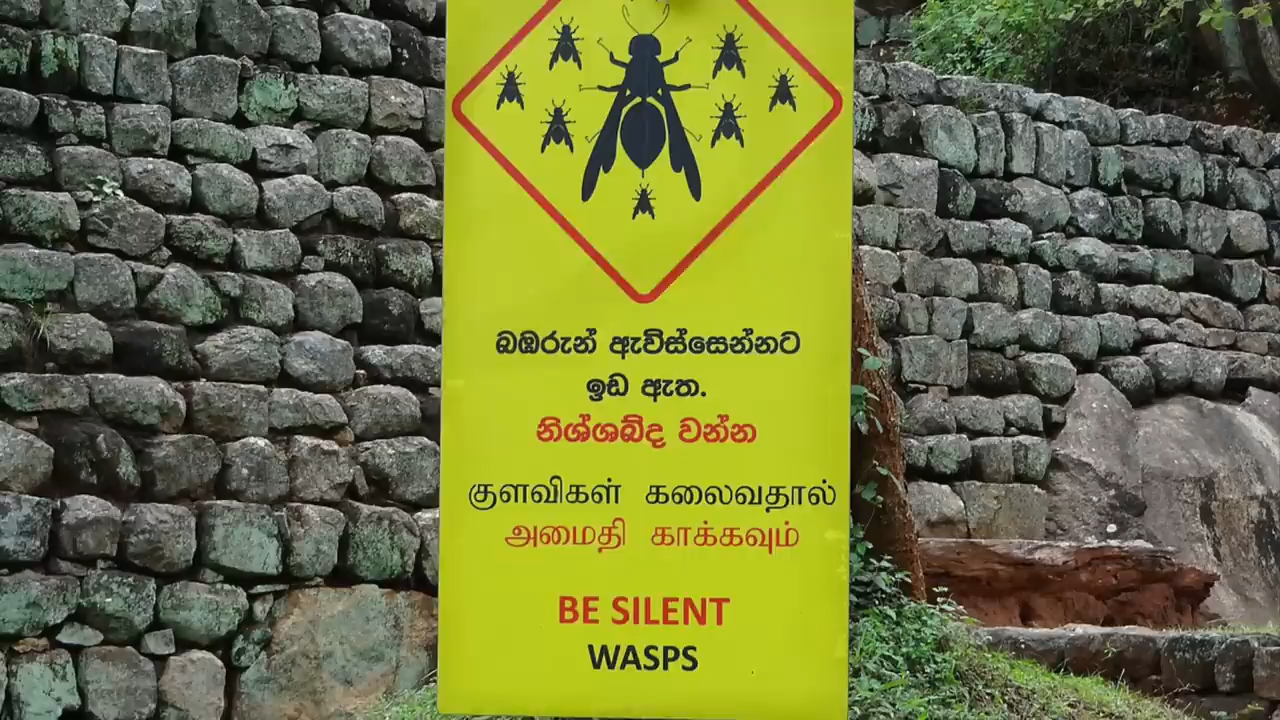 බඹරුන් ඇවිස්සෙන්නට
ඉඩ ඇත.
නිශ්ශබ්ද වන්න
குளவிகள் கலைவதால்
அமைதி காக்கவும்
BE SILENT
WASPS